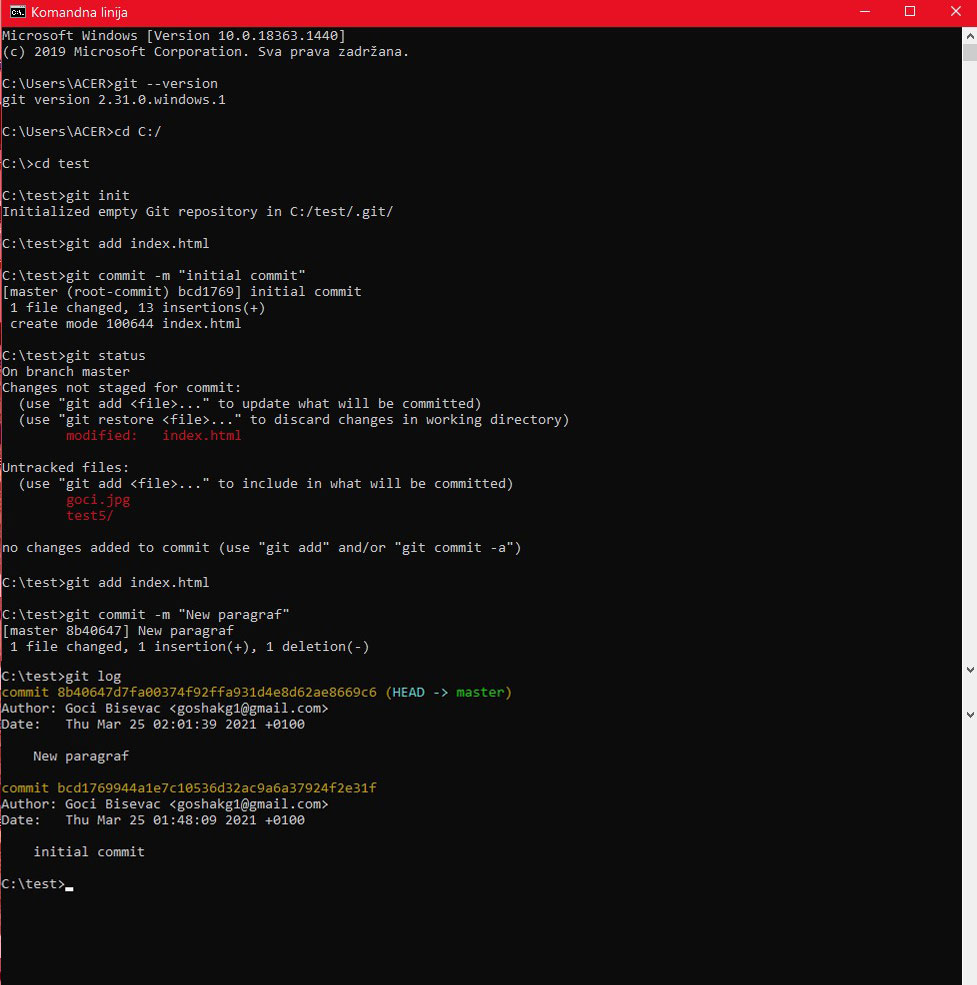 Komandna linija
Microsoft Windows [Version 10.0.18363.1440]
(c) 2019 Microsoft Corporation. Sva prava zadržana.
C:\Users\ACER>git --version
git version 2.31.0.windows.1
C:\Users\ACER>cd C:/
C:\>cd test
C:\test>git init
Initialized empty Git repository in C:/test/.git/
C:\test>git add index.html
C:\test>git commit -m "initial commit"
[master (root-commit) bcd1769] initial commit
 1 file changed, 13 insertions(+)
 create mode 100644 index.html
C:\test>git status
On branch master
Changes not staged for commit:
  (use "git add <file>..." to update what will be committed)
  (use "git restore <file>..." to discard changes in working directory)
        modified:   index.html
Untracked files:
  (use "git add <file>..." to include in what will be committed)
        goci.jpg
        test5/
no changes added to commit (use "git add" and/or "git commit -a")
C:\test>git add index.html
C:\test>git commit -m "New paragraf"
[master 8b40647] New paragraf
 1 file changed, 1 insertion(+), 1 deletion(-)
C:\test>git log
commit 8b40647d7fa00374f92ffa931d4e8d62ae8669c6 (HEAD -> master)
Author: Goci Bisevac <goshakg1@gmail.com>
Date:   Thu Mar 25 02:01:39 2021 +0100
    New paragraf
commit bcd1769944a1e7c10536d32ac9a6a37924f2e31f
Author: Goci Bisevac <goshakg1@gmail.com>
Date:   Thu Mar 25 01:48:09 2021 +0100
    initial commit
C:\test>